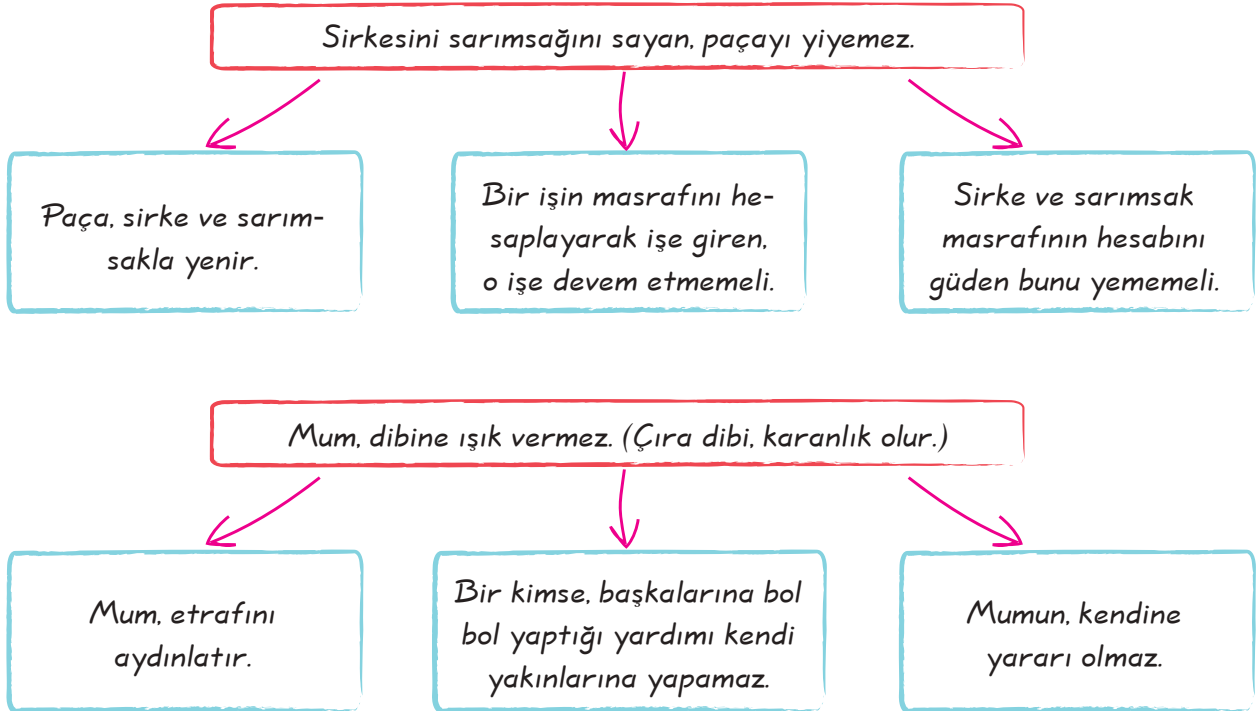 Sirkesini sarımsağını sayan, paçayı yiyemez.
Paça, sirke ve sarım-
sakla yenir.
Bir işin masrafını he-
saplayarak işe giren,
o işe devem etmemeli.
Sirke ve sarımsak
masrafının hesabını
güden bunu yememeli.
Mum, dibine ışık vermez. (Çıra dibi, karanlık olur.)
Mum, etrafını
aydınlatır.
Bir kimse, başkalarına bol
bol yaptığı yardımı kendi
yakınlarına yapamaz.
Mumun, kendine
yararı olmaz.